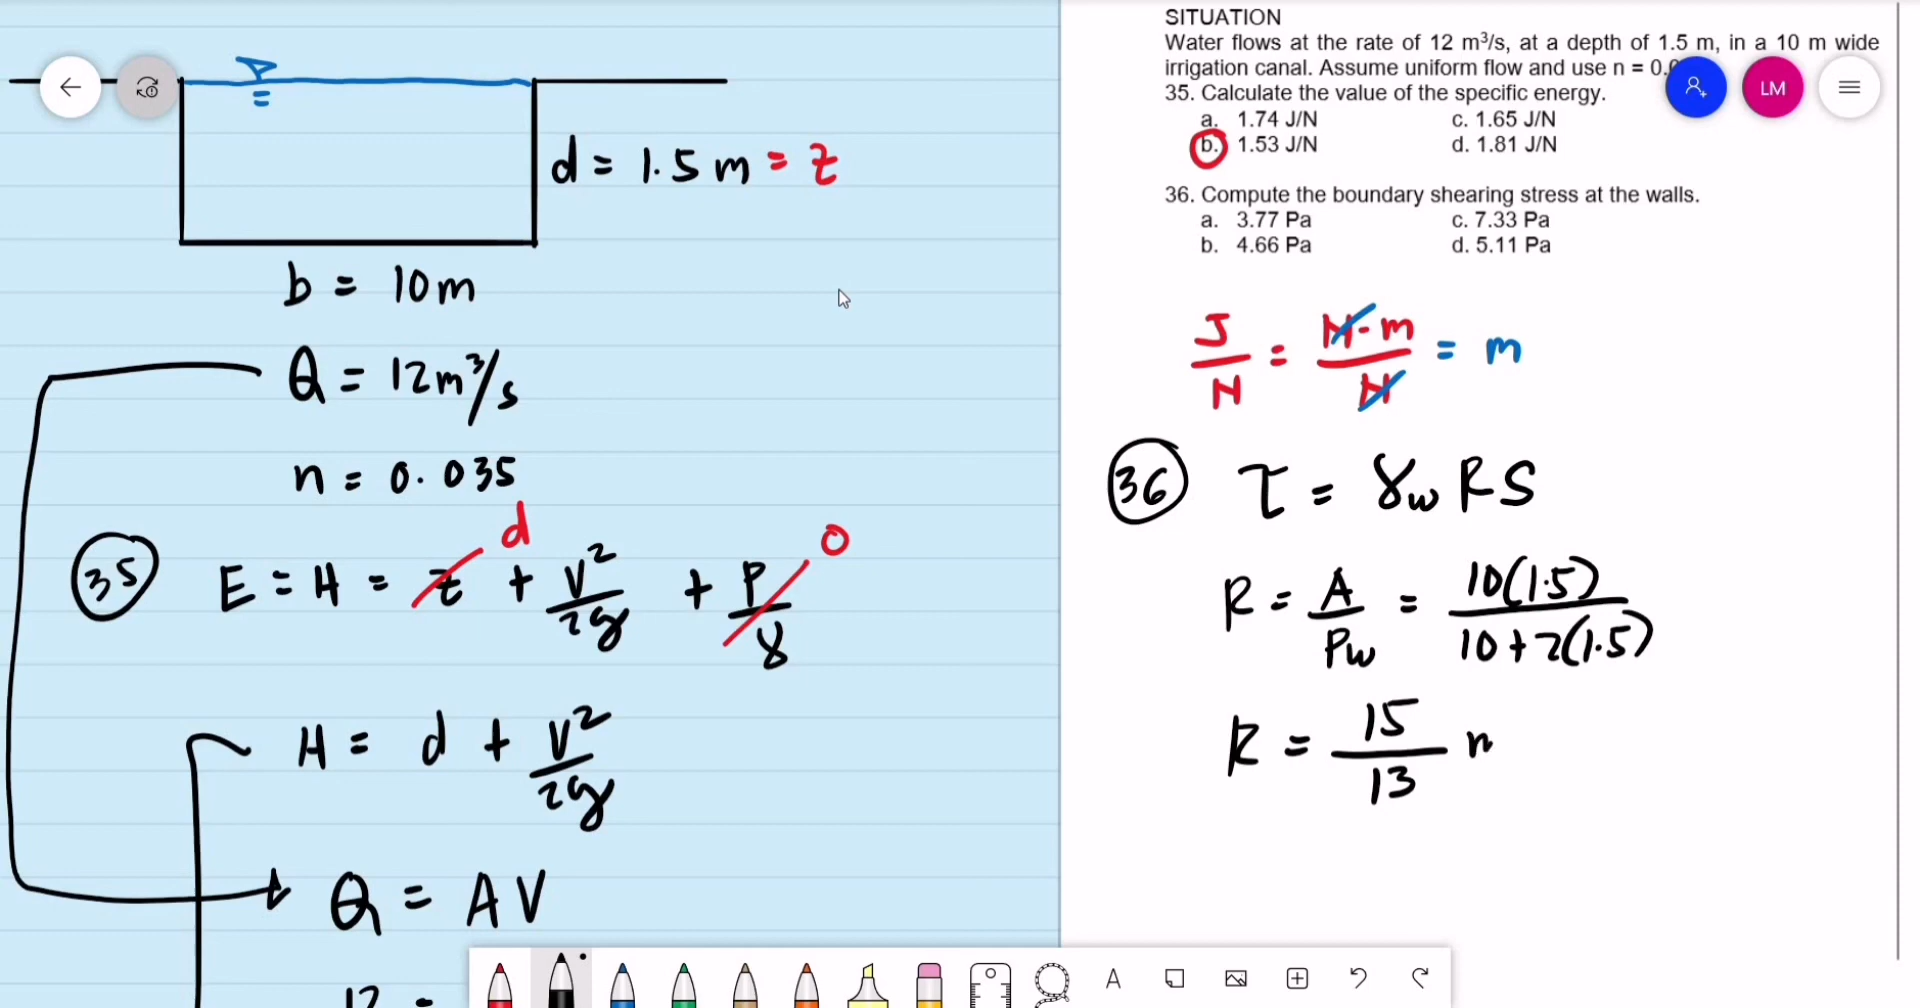 d = 1.5 m = z
b = 10m
Q = 12m³/s
n = 0.035
35 E = H = z d + V²/2g + P/γ 0
H = d + V²/2g
Q = AV
12 =
SITUATION
Water flows at the rate of 12 m³/s, at a depth of 1.5 m, in a 10 m wide
irrigation canal. Assume uniform flow and use n = 0.
LM
35. Calculate the value of the specific energy.
a. 1.74 J/N c. 1.65 J/N
b. 1.53 J/N d. 1.81 J/N
36. Compute the boundary shearing stress at the walls.
a. 3.77 Pa c. 7.33 Pa
b. 4.66 Pa d. 5.11 Pa
J/N = N-m/N = m
36 τ = γw RS
R = A/Pw = 10(1.5)/10+2(1.5)
R = 15/13 m
A